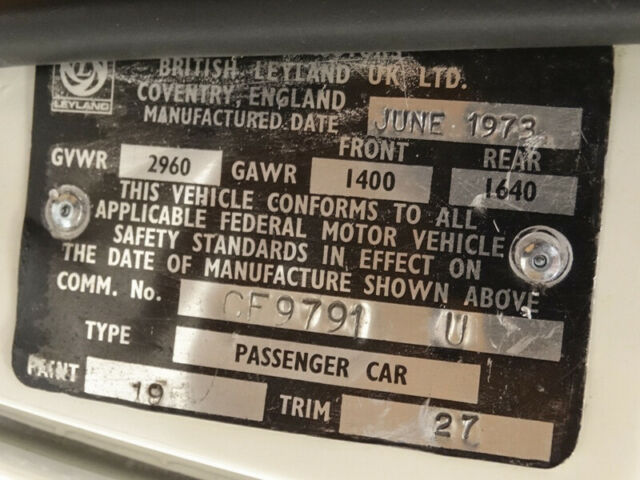 LEYLAND
MOTORS
BRITISH LEYLAND UK LTD.
COVENTRY, ENGLAND
MANUFACTURED.DATE JUNE 1973
FRONT REAR
GVWR 2960 GAWR 1400 1640
THIS VEHICLE CONFORMS TO ALL
APPLICABLE FEDERAL MOTOR VEHICLE
SAFETY STANDARDS IN EFFECT ON
THE DATE OF MANUFACTURE SHOWN ABOVE
COMM. No. CF9791 U
TYPE PASSENGER CAR
PAINT 19 TRIM 27